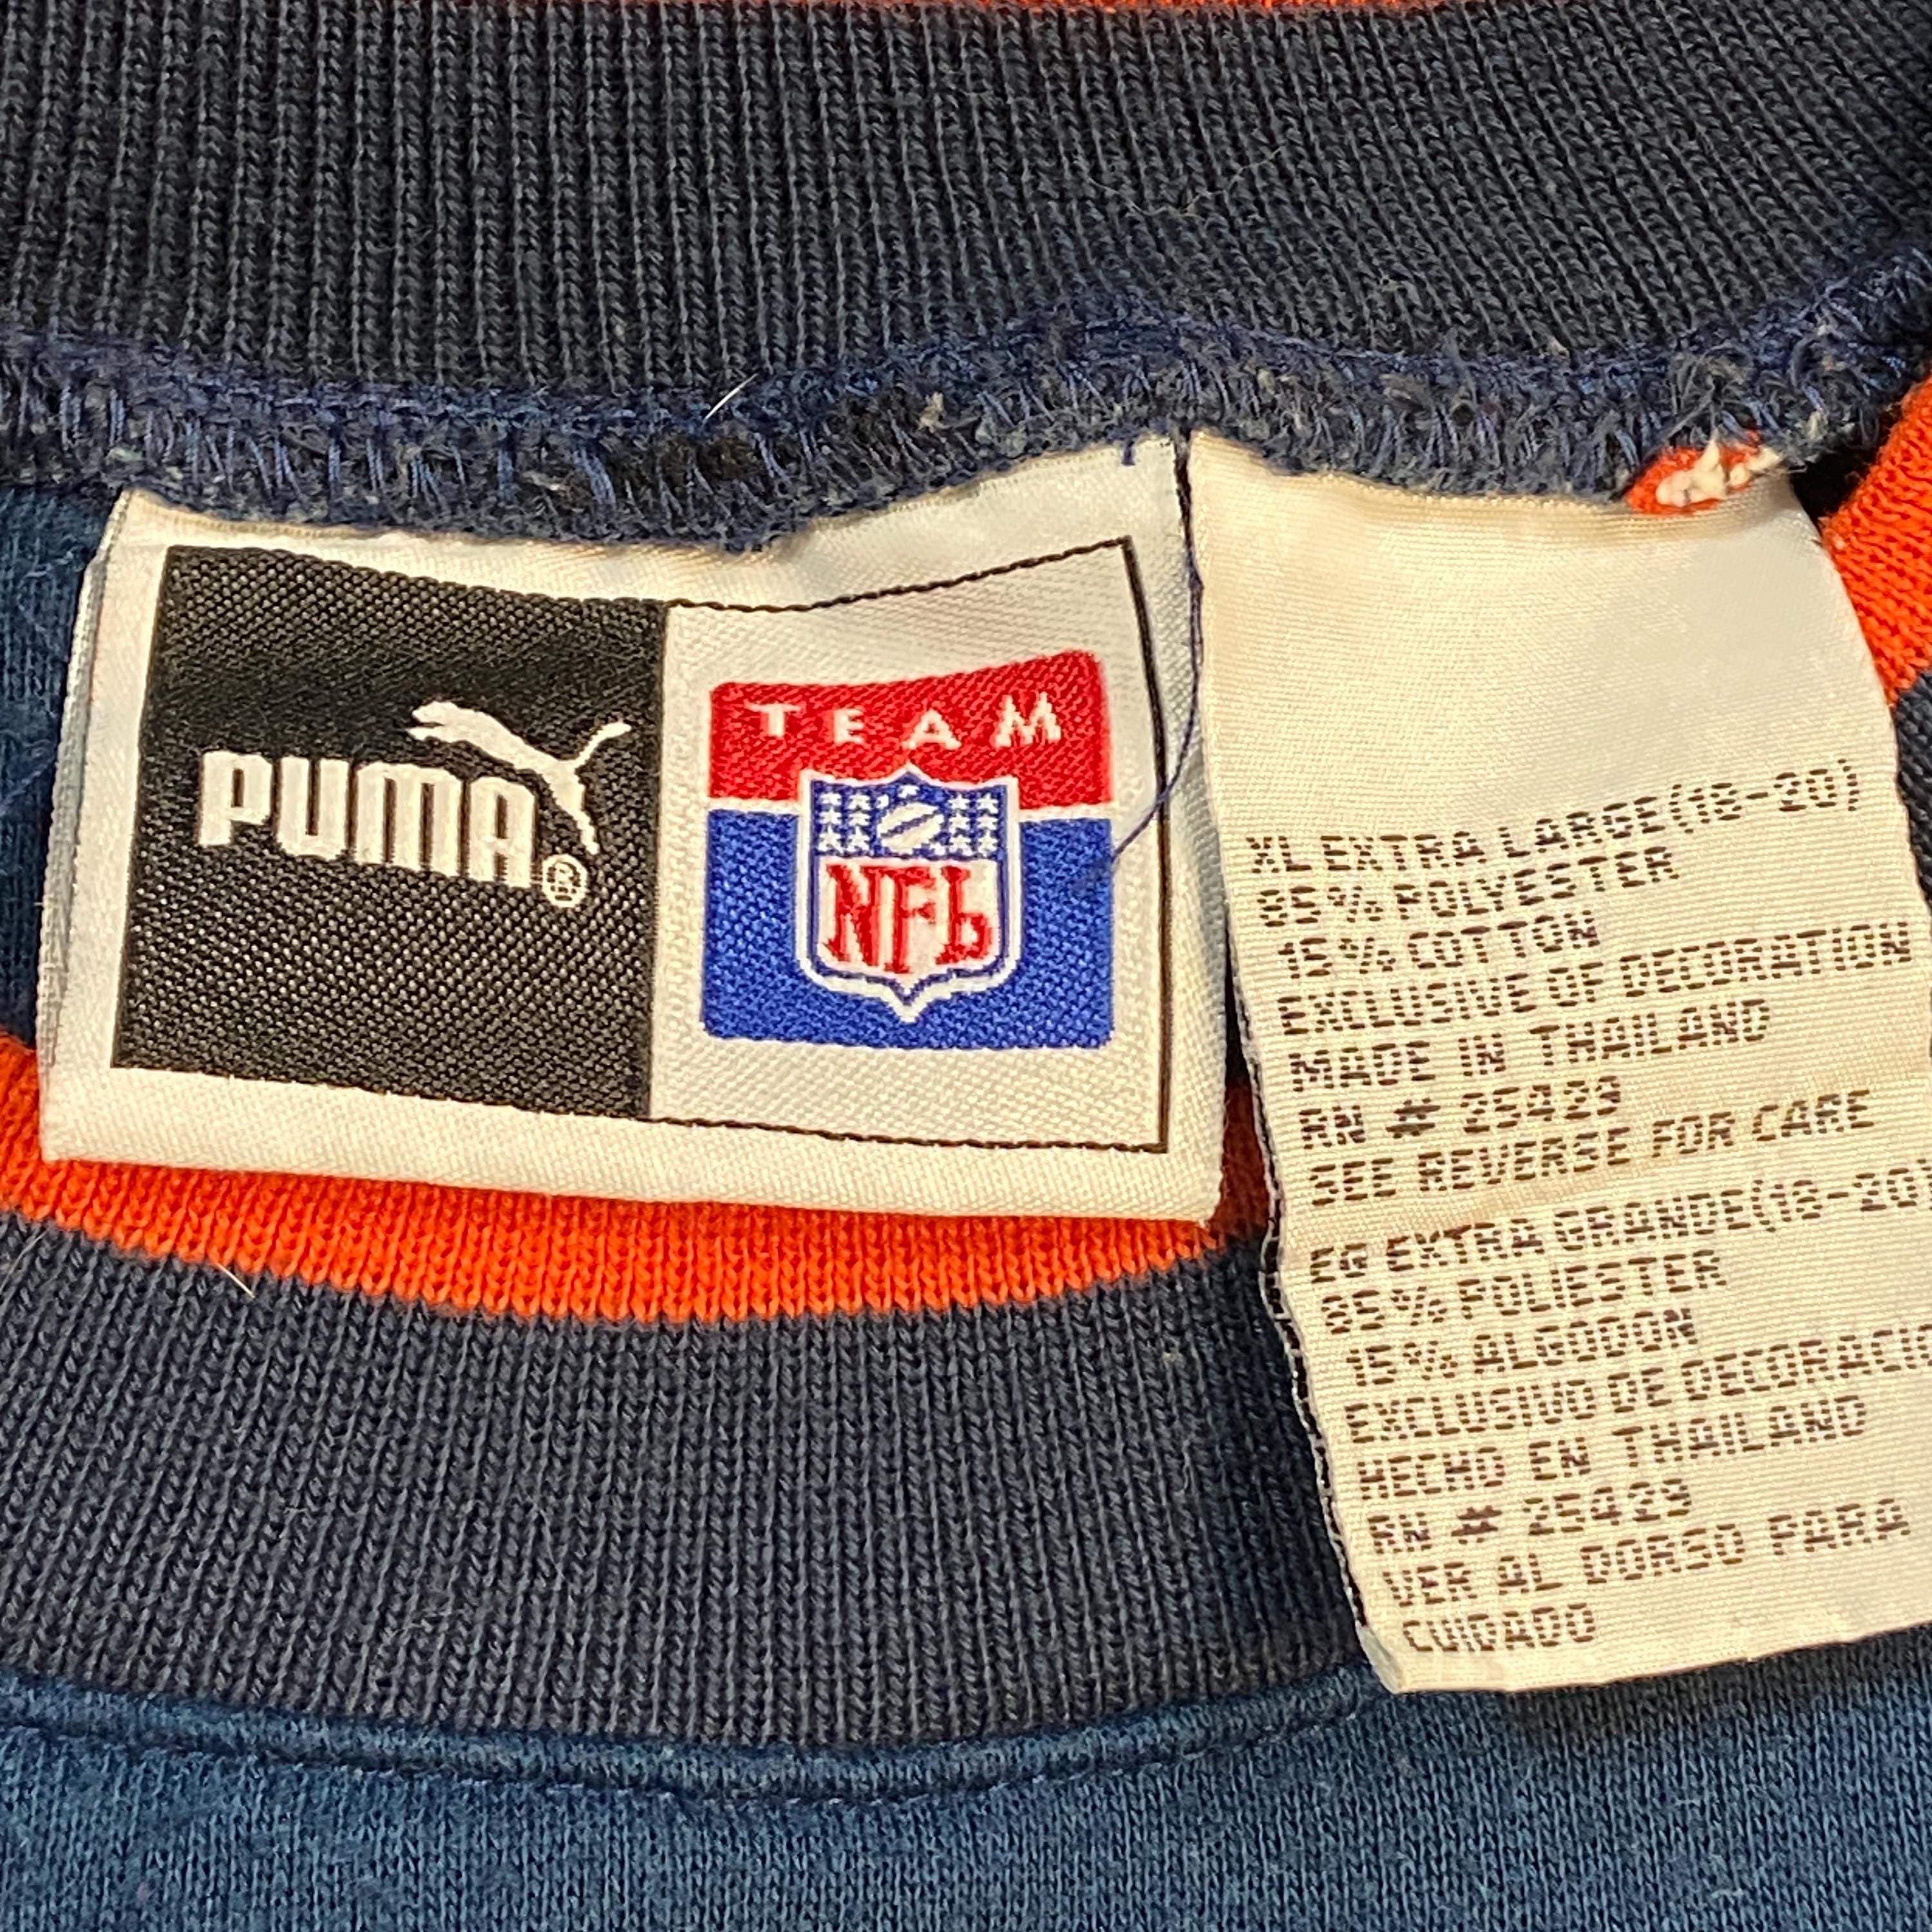 PUMA®
TEAM
NFL
XL EXTRA LARGE(18-20)
85% POLYESTER
15% COTTON
EXCLUSIVE OF DECORATION
MADE IN THAILAND
RN # 25429
SEE REVERSE FOR CARE
EG EXTRA GRANDE(18-20)
85% POLIESTER
15% ALGODON
EXCLUSIVO DE DECORACIO
HECHO EN THAILAND
RN # 25429
VER AL DORSO PARA
CUIDADO